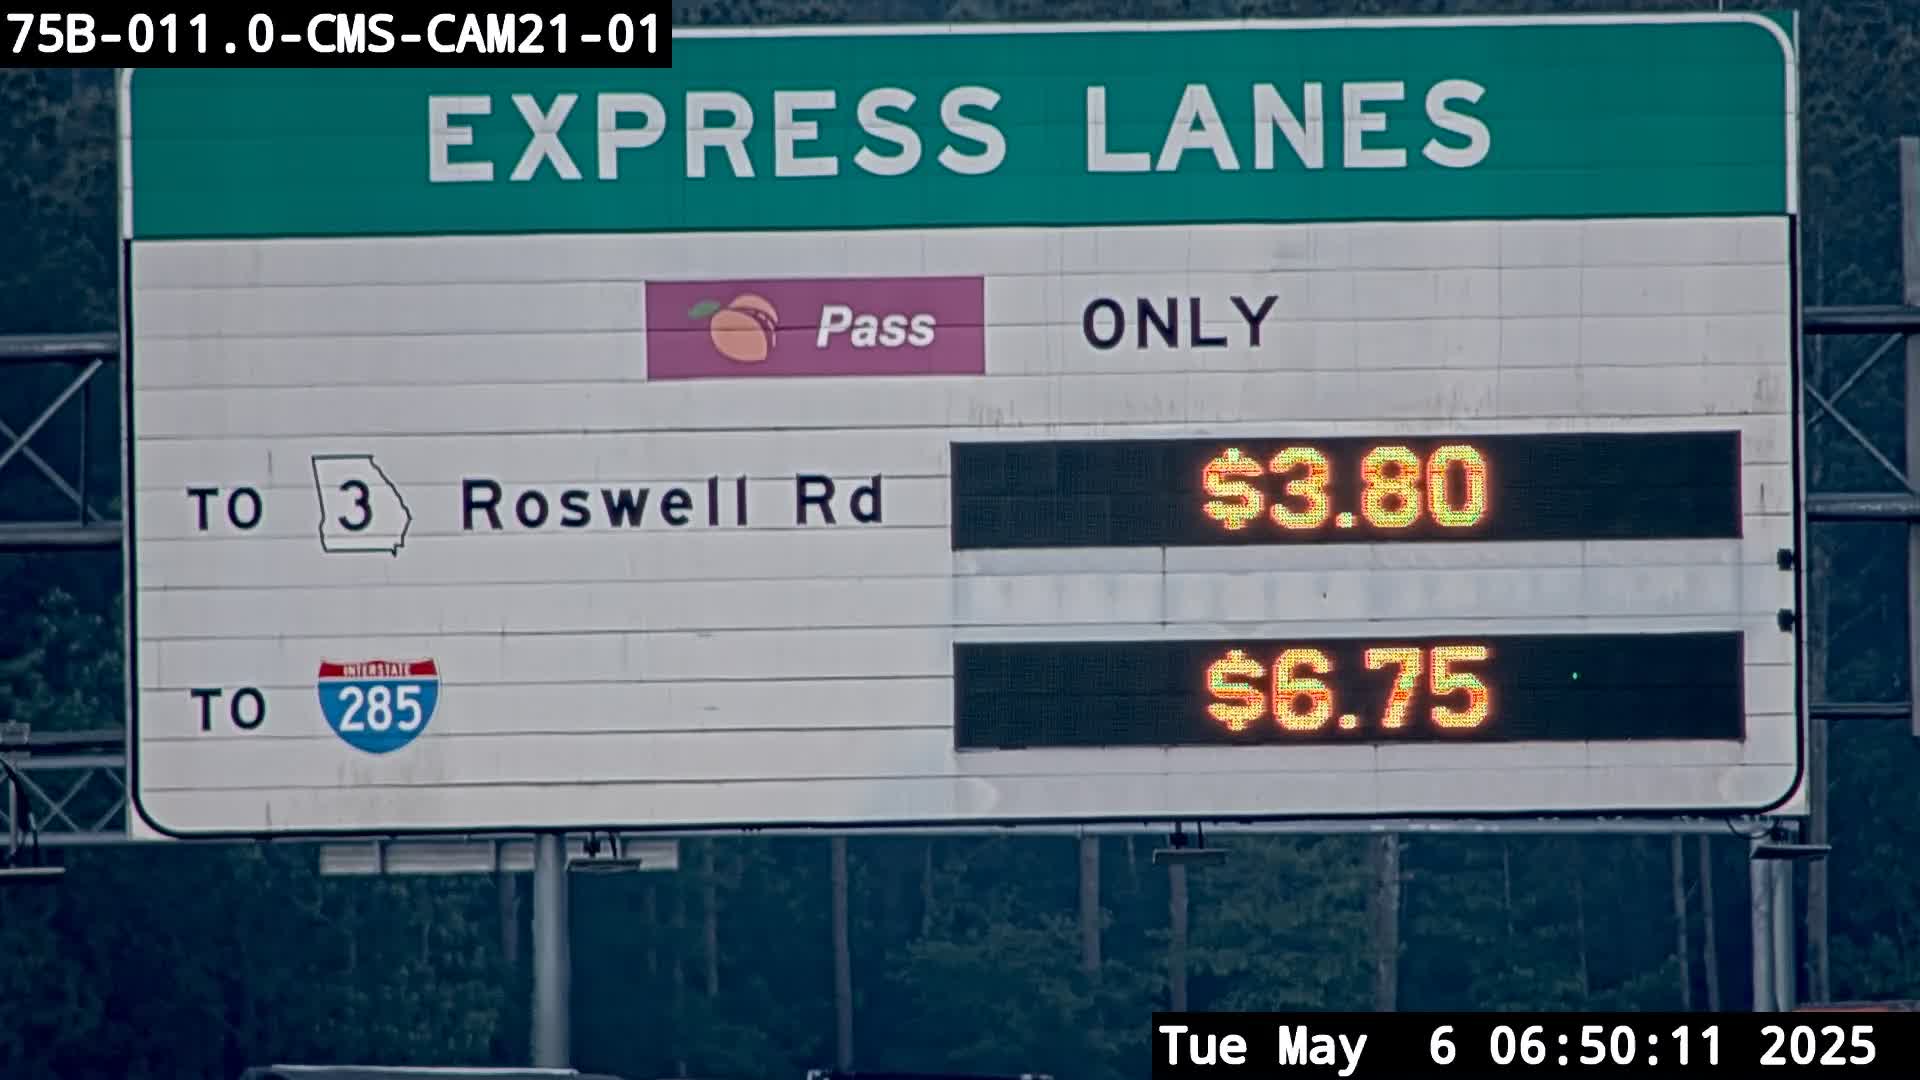 75B-011.0-CMS-CAM21-01
EXPRESS LANES
Pass ONLY
TO 3 Roswell Rd $3.80
INTERSTATE
TO 285 $6.75
Tue May  6 06:50:11 2025